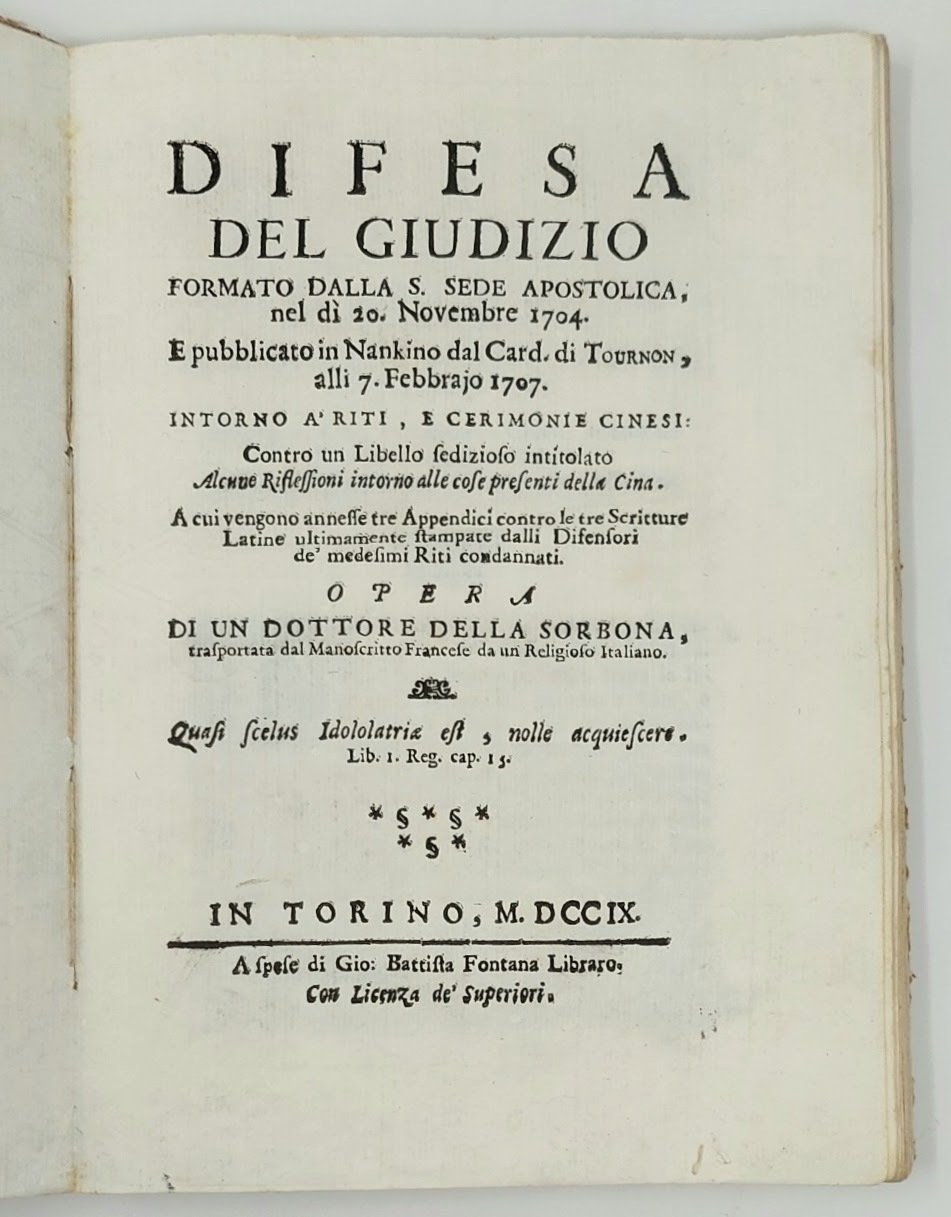 DIFESA
DEL GIUDIZIO
FORMATO DALLA S. SEDE APOSTOLICA,
nel dì 20. Novembre 1704.
E pubblicato in Nankino dal Card. di TOURNON,
alli 7. Febbrajo 1707.
INTORNO A' RITI, E CERIMONIE CINESI:
Contro un Libello ſedizioſo intitolato
Alcune Rifleſſioni intorno alle coſe preſenti della Cina.
A cui vengono anneſſe tre Appendici contro le tre Scritture
Latine ultimamente ſtampate dalli Difenſori
de' medeſimi Riti condannati.
OPERA
DI UN DOTTORE DELLA SORBONA,
traſportata dal Manoſcritto Franceſe da un Religioſo Italiano.
Quaſi ſcelus Idololatriæ eſt, nolle acquieſcere.
Lib. 1. Reg. cap. 15.
* § * § *
* § *
IN TORINO, M. DCCIX.
A ſpeſe di Gio: Battiſta Fontana Libraro.
Con Licenza de' Superiori.